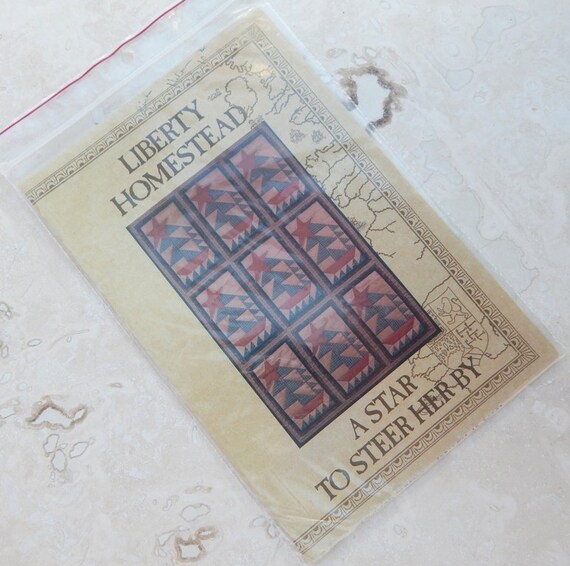 LIBERTY
HOMESTEAD
A STAR
TO STEER HER-BY